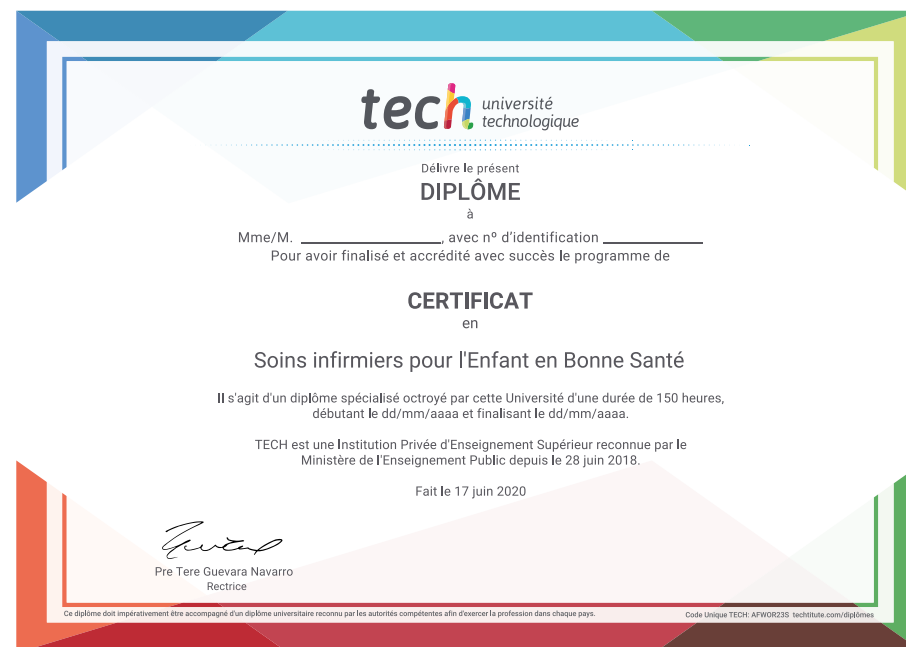 tech université
technologique
Délivre le présent
DIPLÔME
à
Mme/M. ____________________, avec nº d'identification ______________
Pour avoir finalisé et accrédité avec succès le programme de
CERTIFICAT
en
Soins infirmiers pour l'Enfant en Bonne Santé
Il s'agit d'un diplôme spécialisé octroyé par cette Université d'une durée de 150 heures,
débutant le dd/mm/aaaa et finalisant le dd/mm/aaaa.
TECH est une Institution Privée d'Enseignement Supérieur reconnue par le
Ministère de l'Enseignement Public depuis le 28 juin 2018.
Fait le 17 juin 2020
Pre Tere Guevara Navarro
Rectrice
Ce diplôme doit impérativement être accompagné d'un diplôme universitaire reconnu par les autorités compétentes afin d'exercer la profession dans chaque pays.
Code Unique TECH: AFWOR23S techtitute.com/diplômes